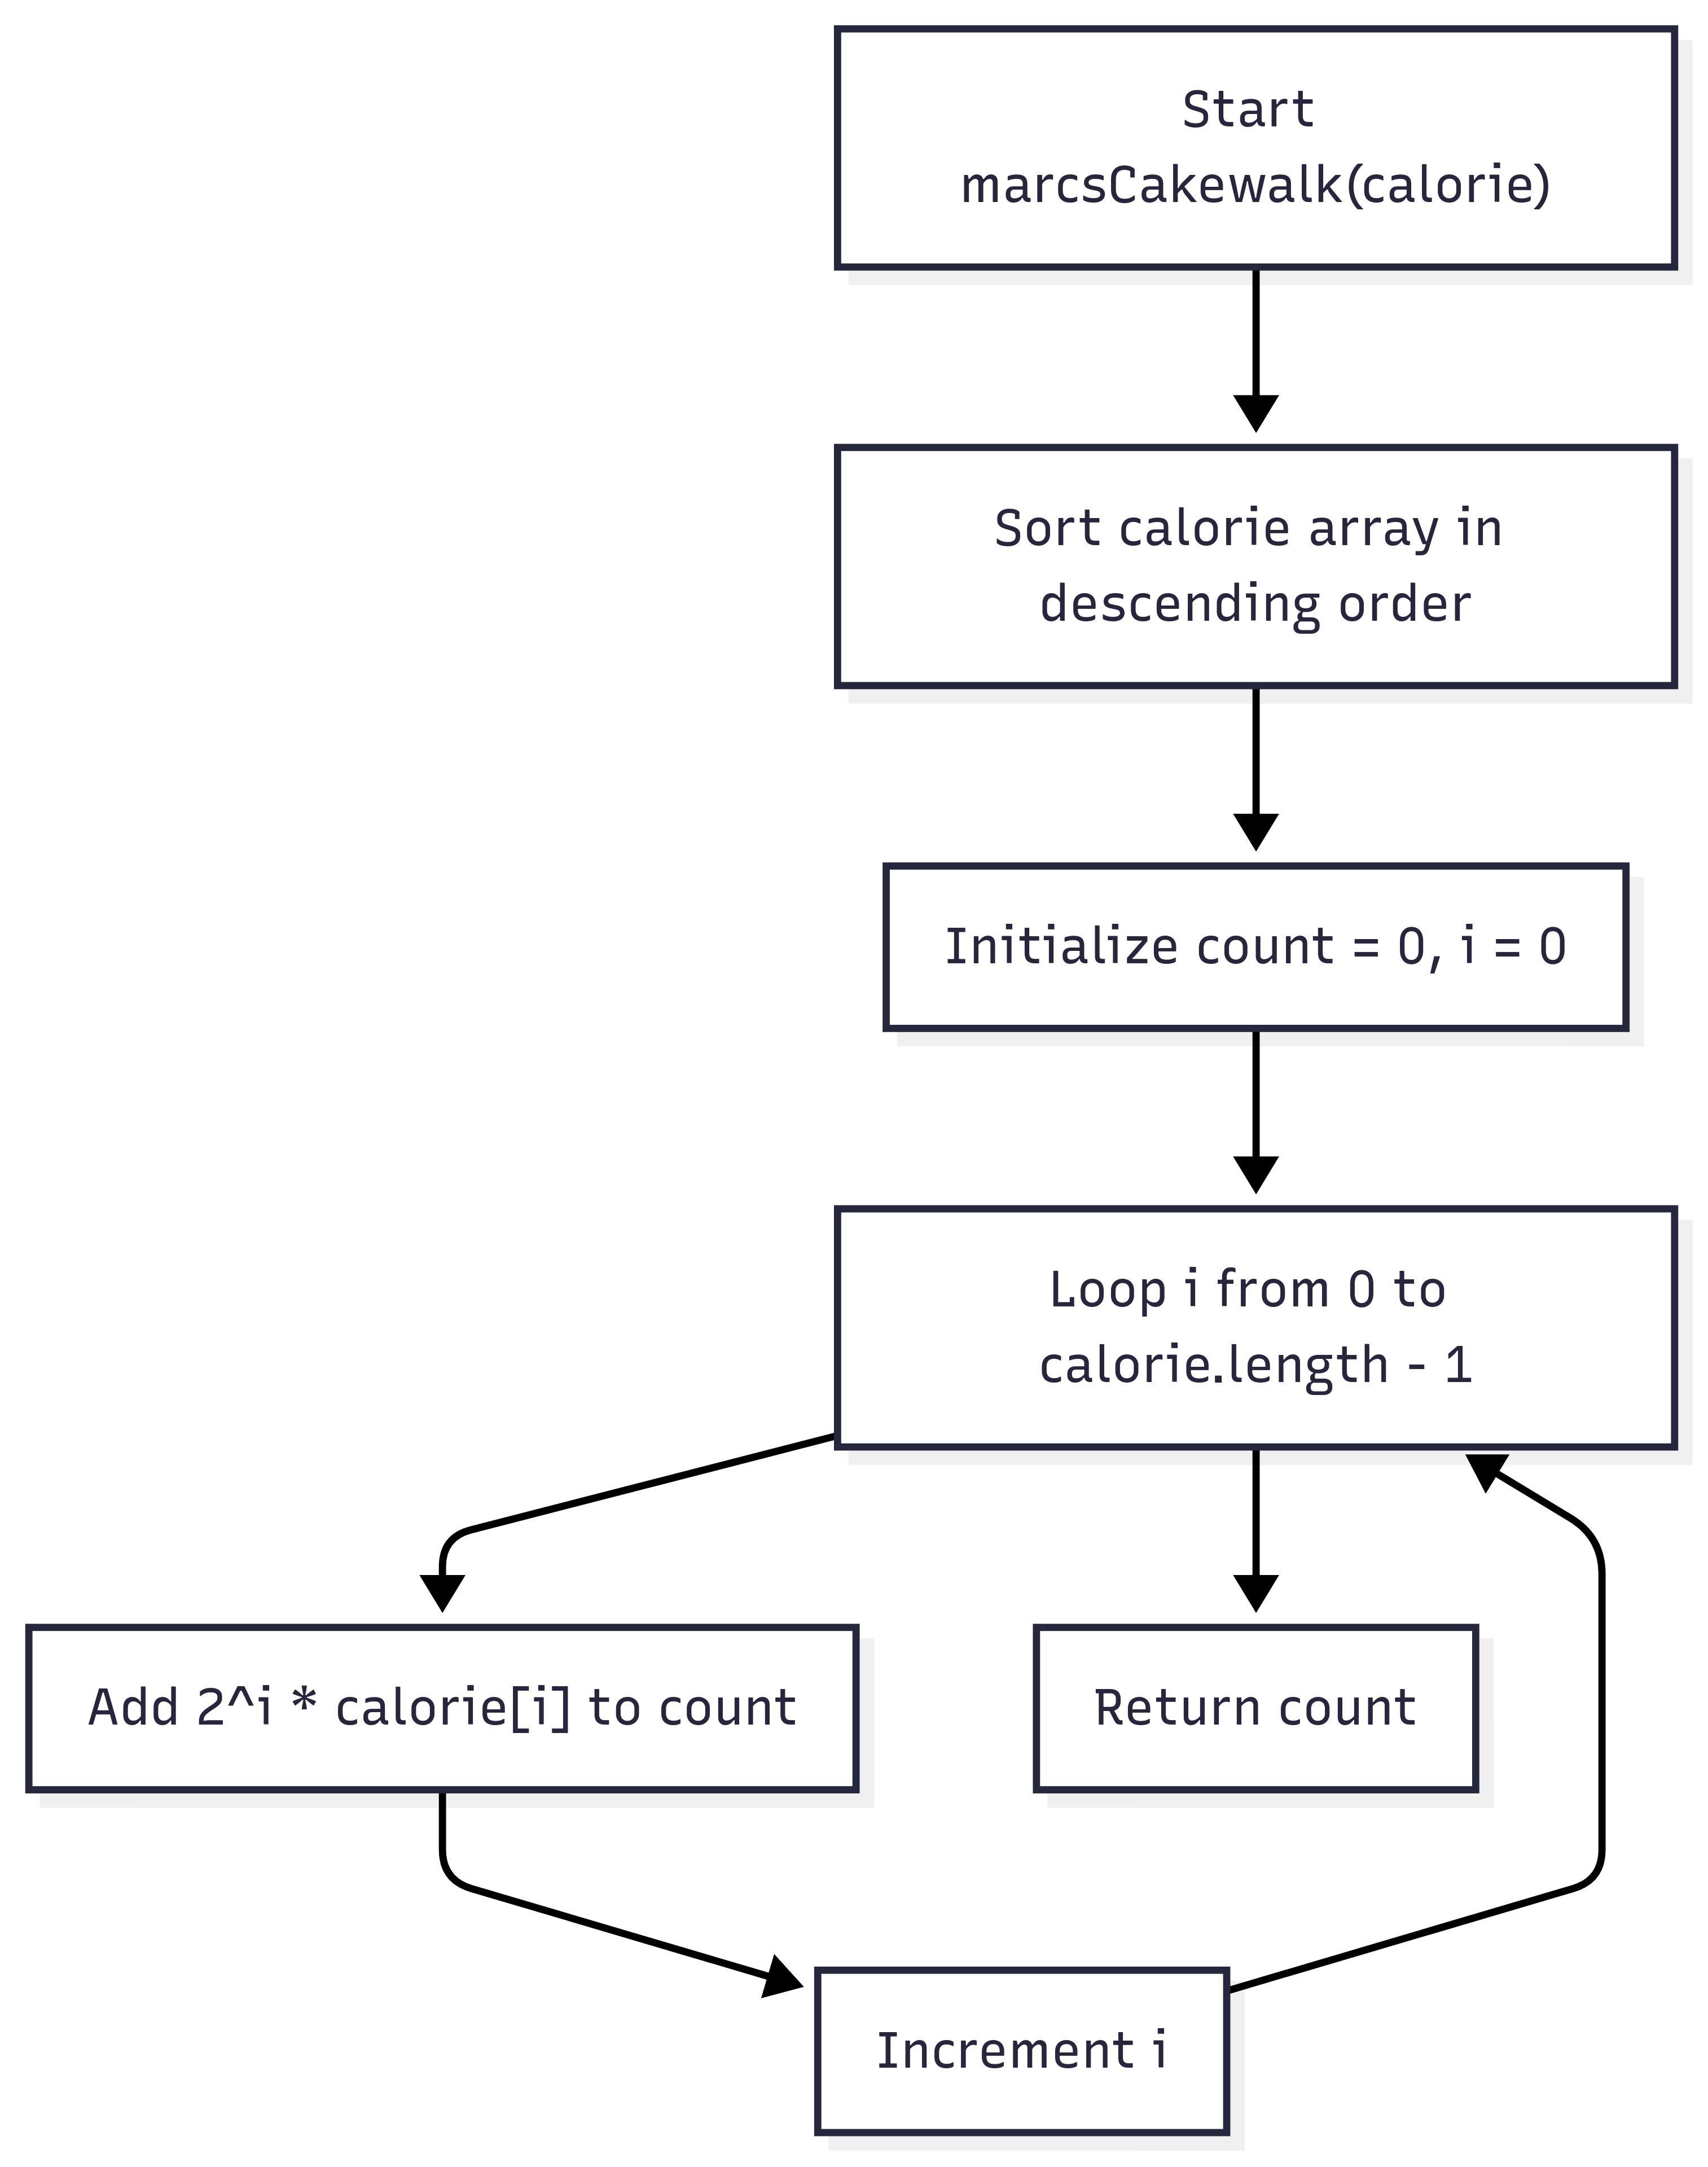 Start
marcsCakewalk(calorie)
Sort calorie array in
descending order
Initialize count = 0, i = 0
Loop i from 0 to
calorie.length - 1
Add 2^i * calorie[i] to count
Return count
Increment i